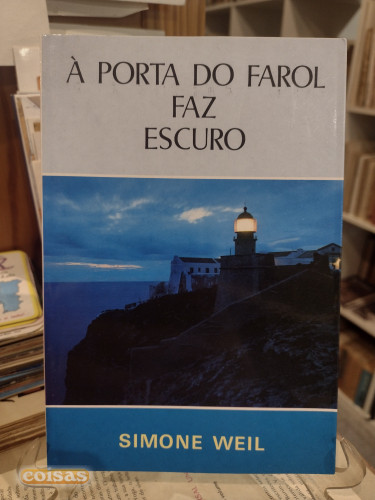 À PORTA DO FAROL
FAZ
ESCURO
SIMONE WEIL
coisas